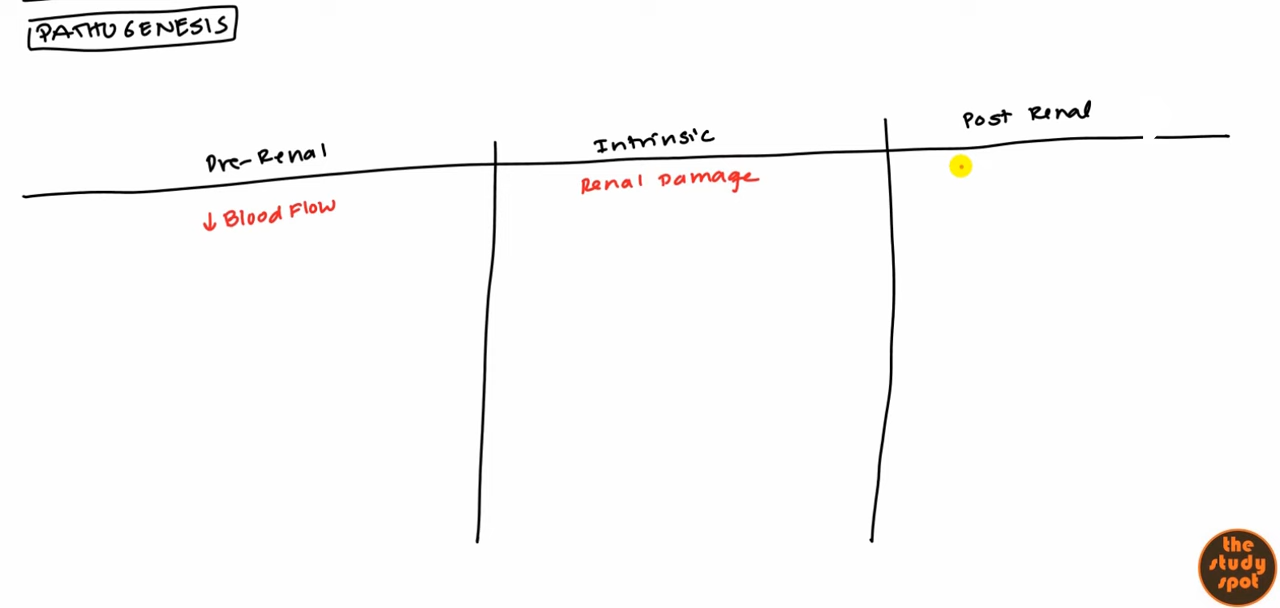 PATHOGENESIS
Pre-Renal
Intrinsic
Post Renal
↓ Blood Flow
Renal Damage
the
study
spot